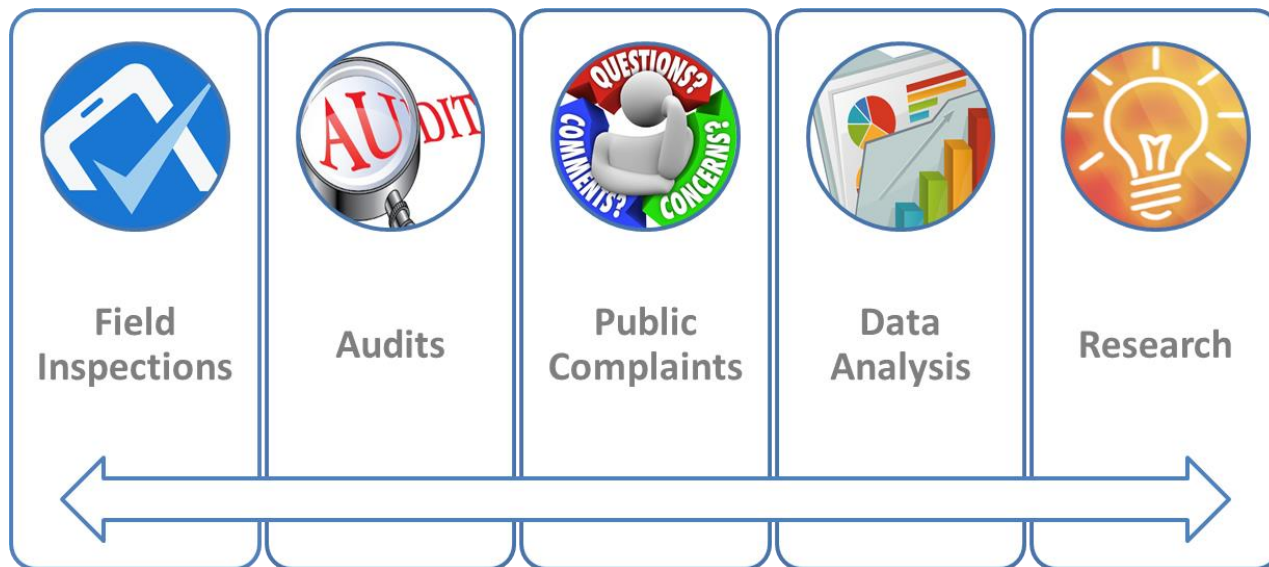 QUESTIONS?
COMMENTS?
CONCERNS?
AUDIT
Field
Inspections
Audits
Public
Complaints
Data
Analysis
Research